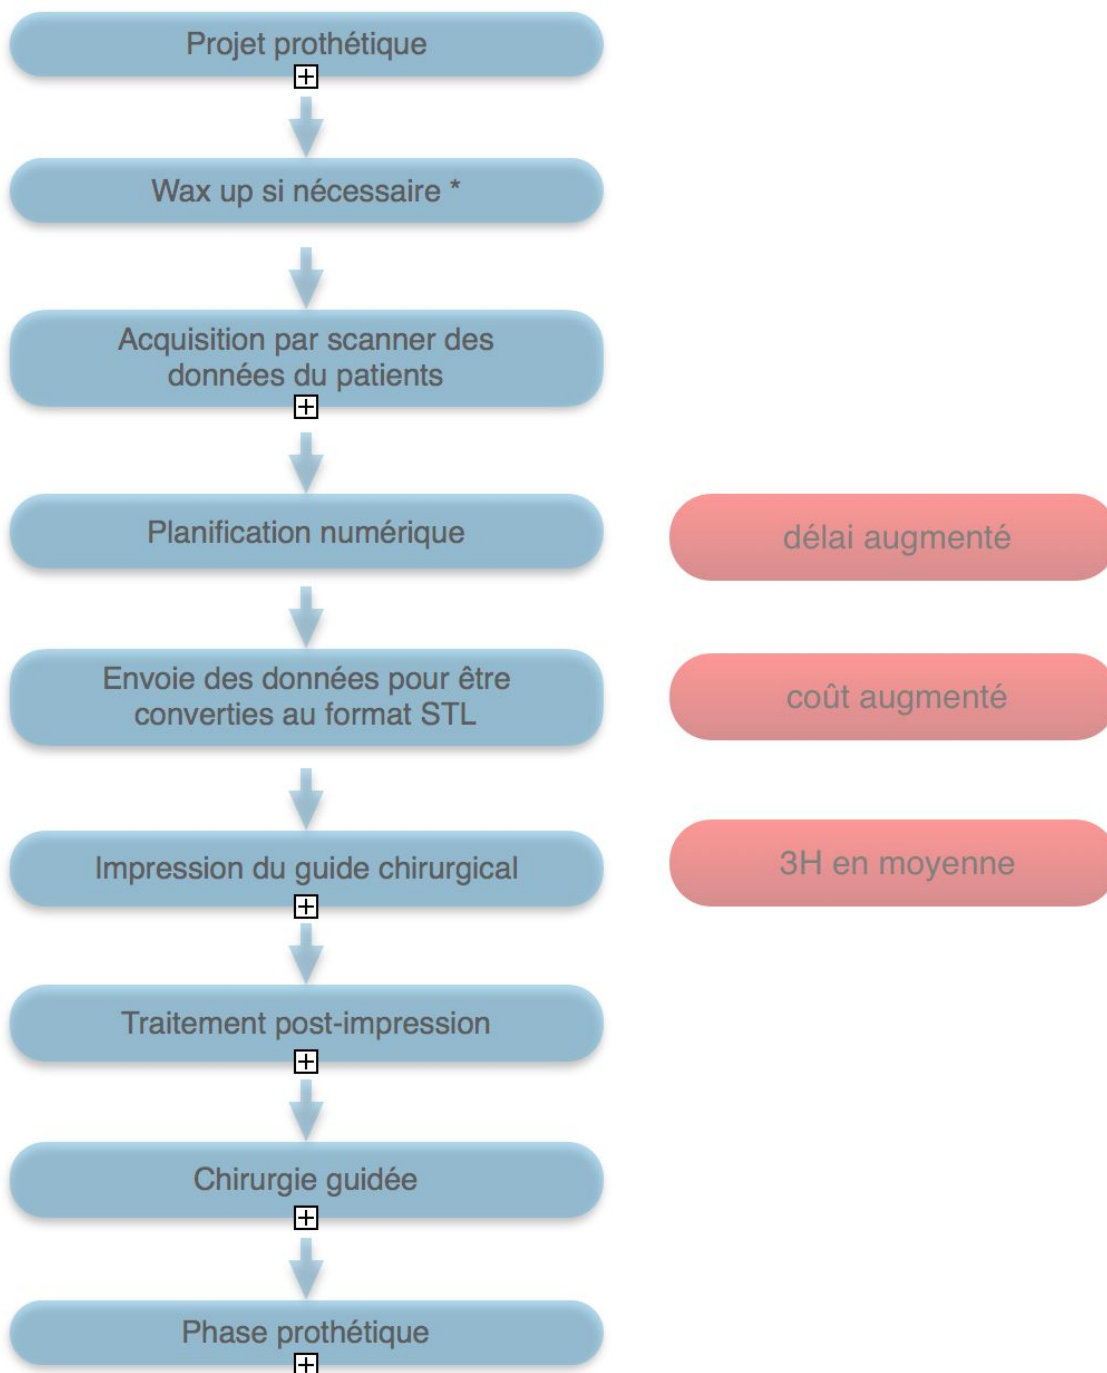 Projet prothétique
Wax up si nécessaire *
Acquisition par scanner des
données du patients
Planification numérique
délai augmenté
Envoie des données pour être
converties au format STL
coût augmenté
Impression du guide chirurgical
3H en moyenne
Traitement post-impression
Chirurgie guidée
Phase prothétique